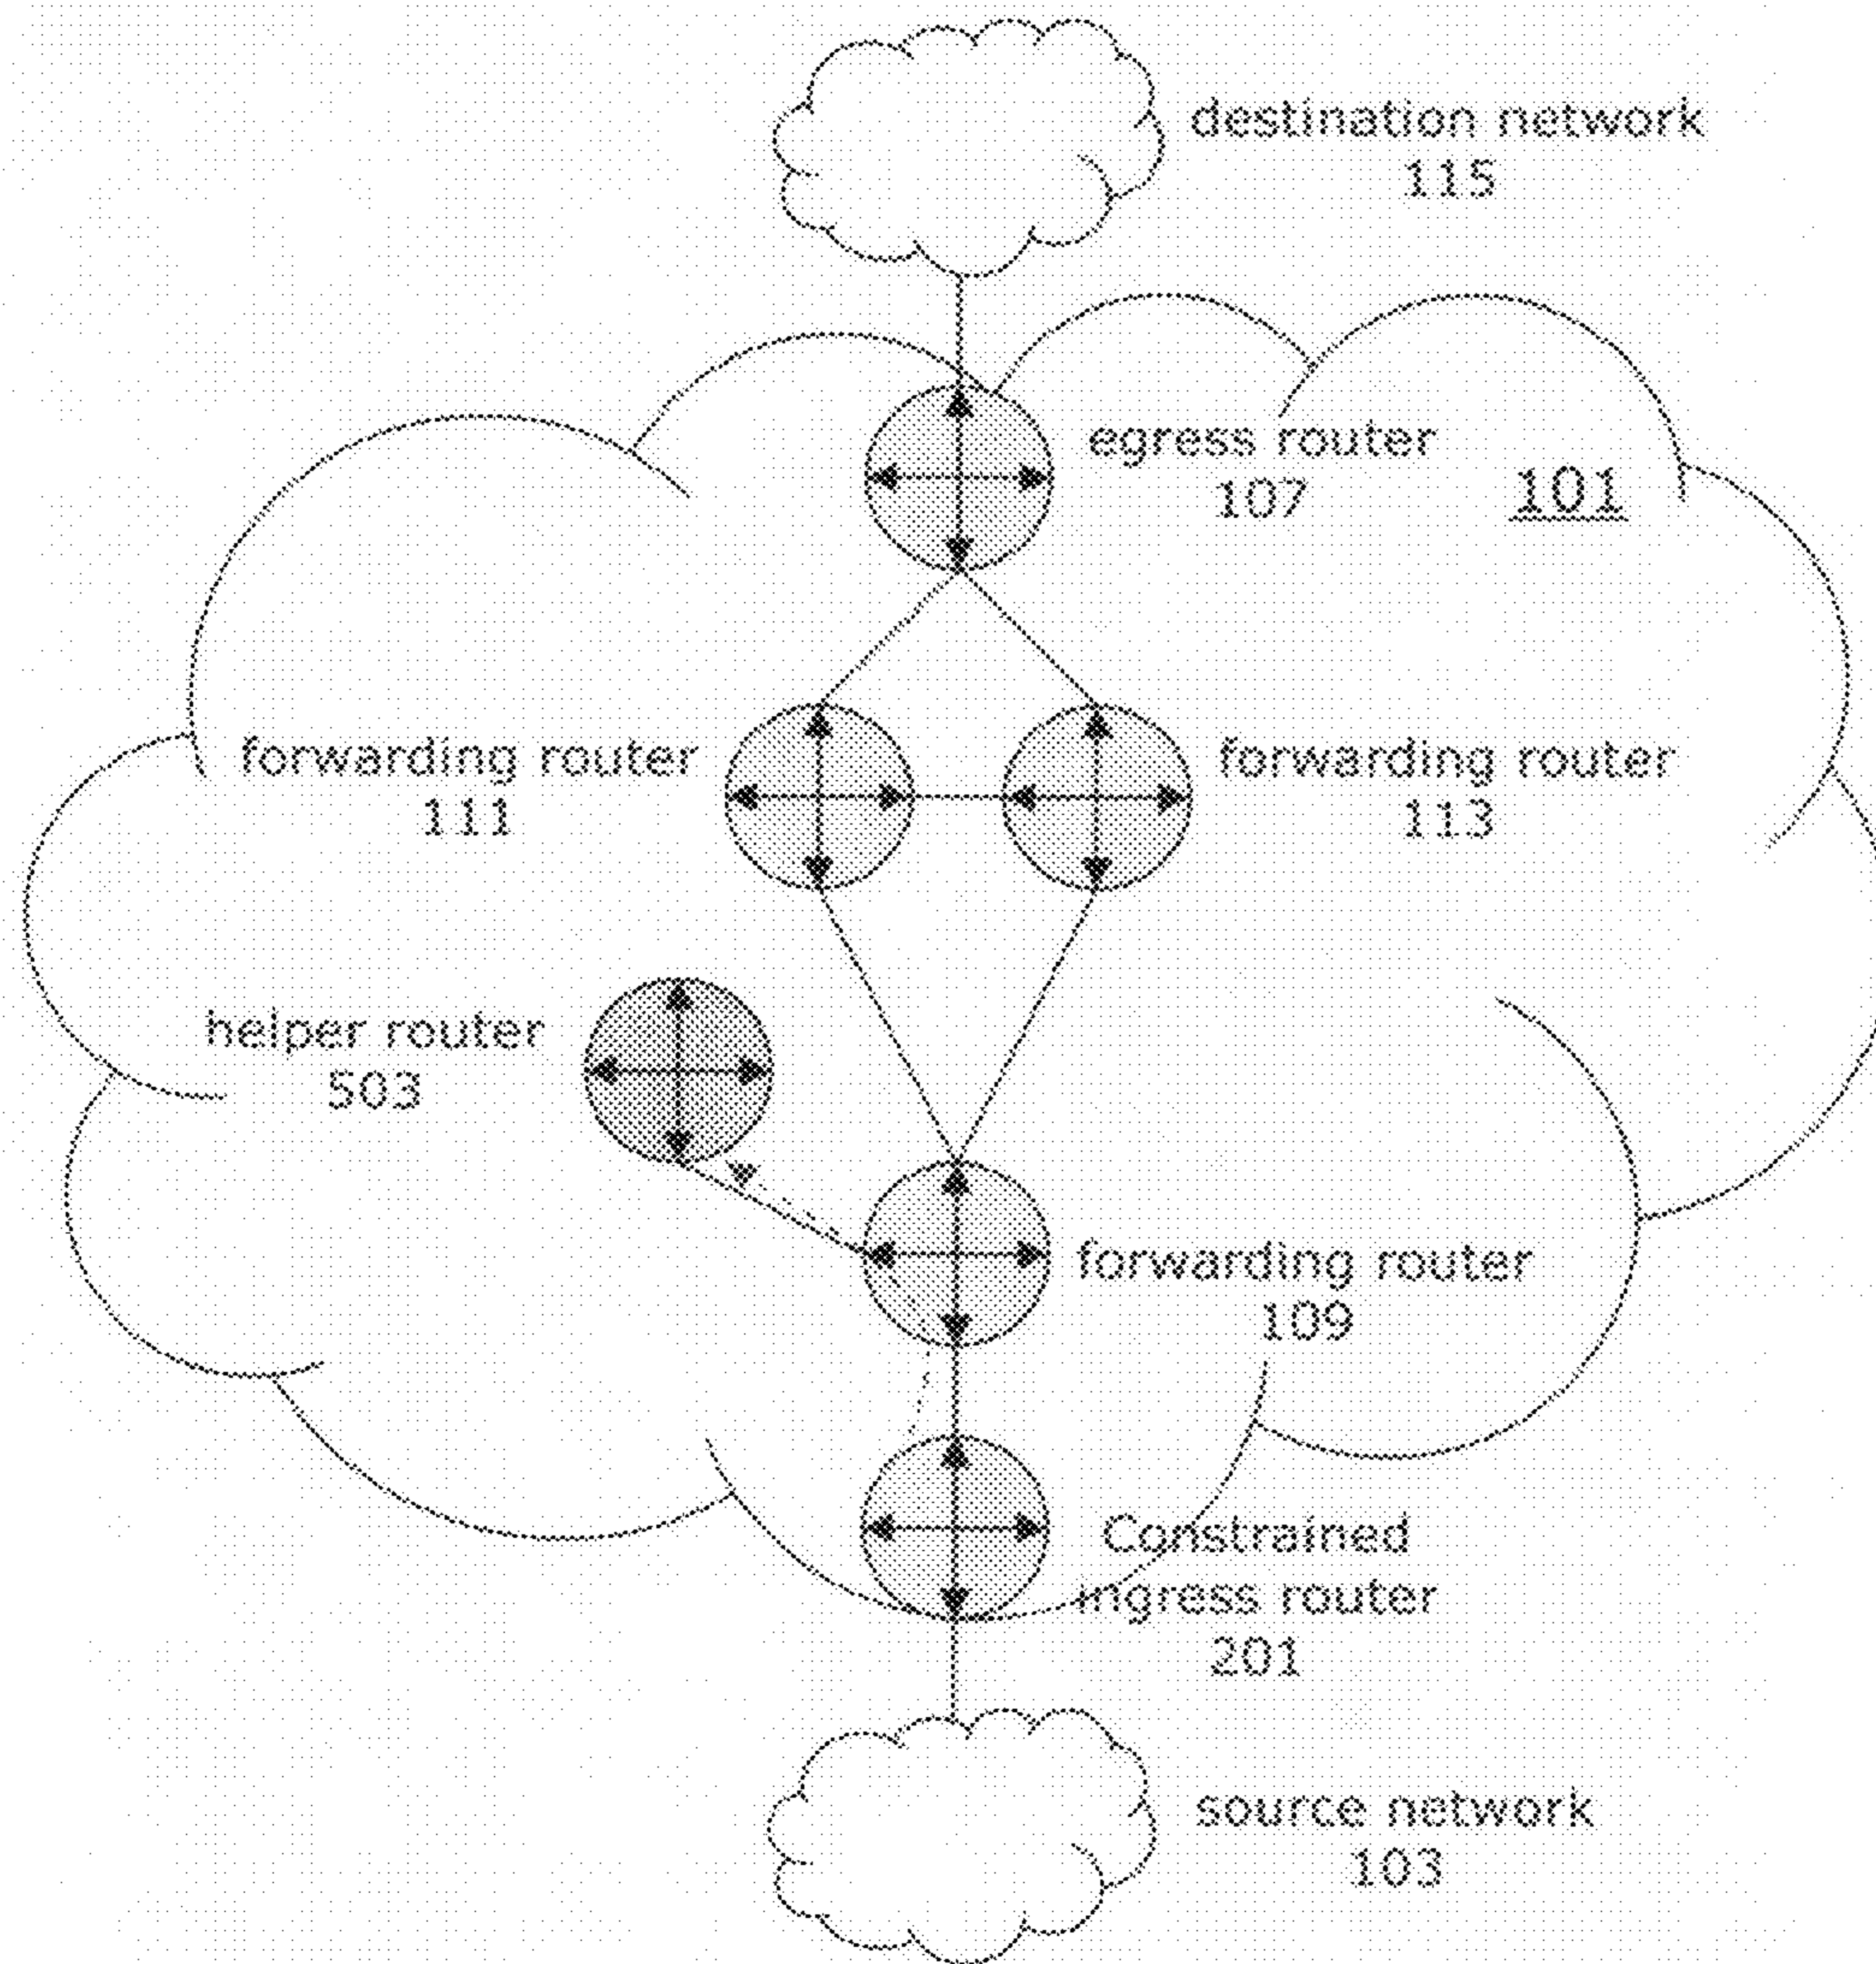 destination network
115
egress router
107
101
forwarding router
111
forwarding router
113
helper router
503
forwarding router
109
Constrained
ingress router
201
source network
103